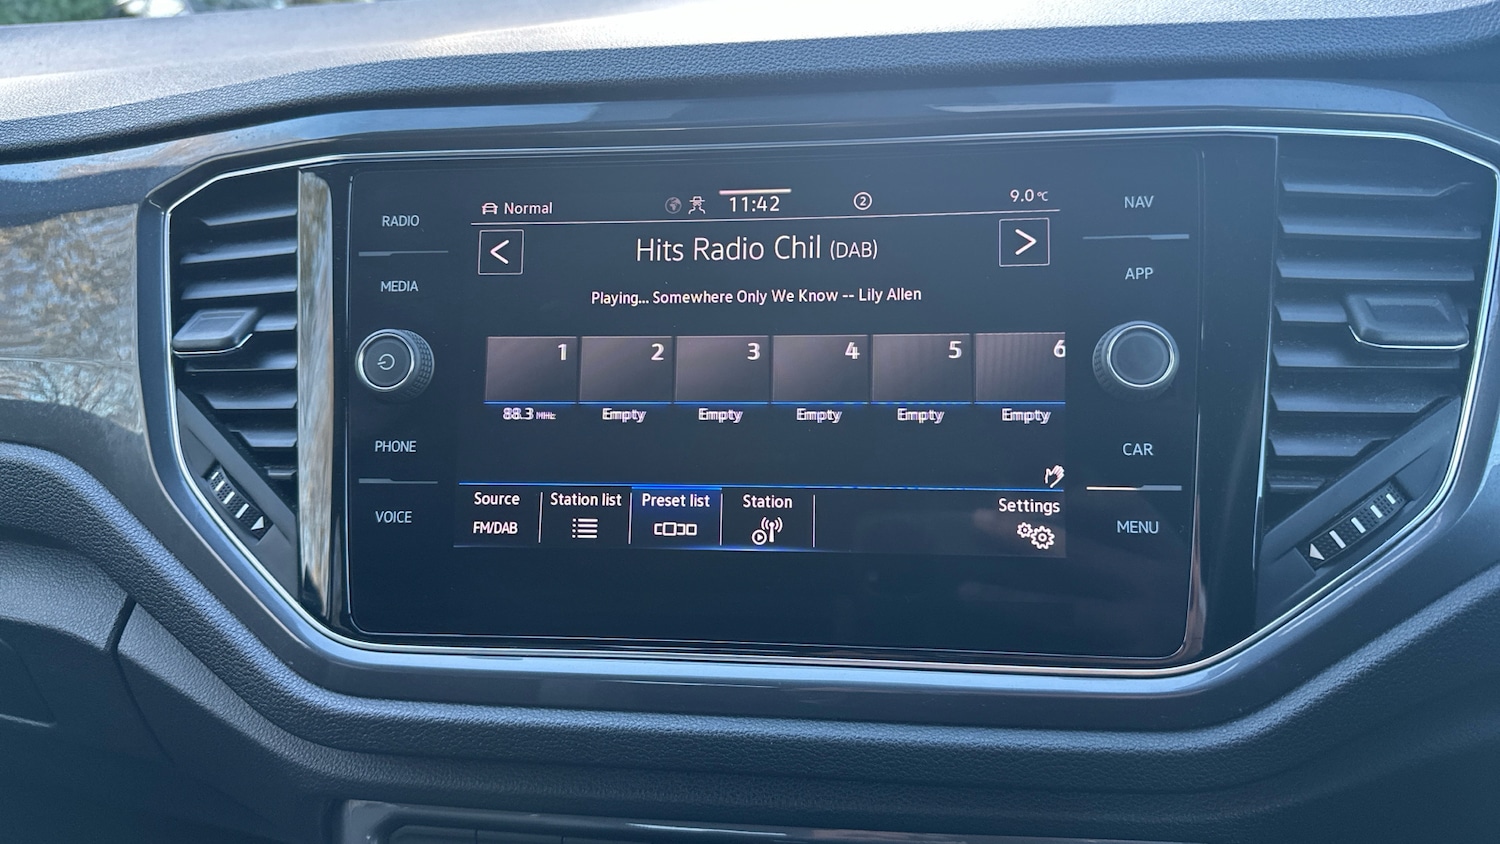 RADIO
MEDIA
PHONE
VOICE
Normal
11:42
2
9.0 °C
< Hits Radio Chil (DAB) >
Playing... Somewhere Only We Know -- Lily Allen
1 2 3 4 5 6
88.3 MHz Empty Empty Empty Empty Empty
Source Station list Preset list Station Settings
FM/DAB
NAV
APP
CAR
MENU